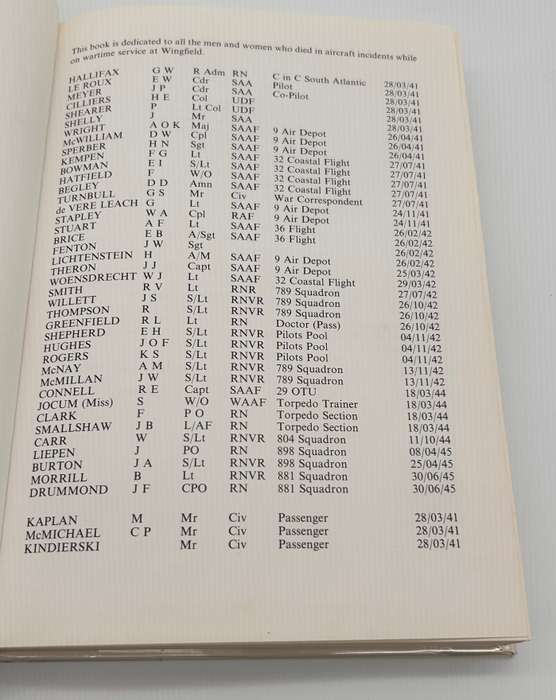 This book is dedicated to all the men and women who died in aircraft incidents while
on wartime service at Wingfield.
HALLIFAX G W R Adm RN C in C South Atlantic 28/03/41
LE ROUX E W Cdr SAA Pilot 28/03/41
MEYER J P Cdr SAA Co-Pilot 28/03/41
CILLIERS H E Col UDF 28/03/41
SHEARER P Lt Col UDF 28/03/41
SHELLY J Mr SAA 28/03/41
WRIGHT A O K Maj SAAF 9 Air Depot 26/04/41
McWILLIAM D W Cpl SAAF 9 Air Depot 26/04/41
SPERBER H N Sgt SAAF 9 Air Depot 26/04/41
KEMPEN F G Lt SAAF 32 Coastal Flight 27/07/41
BOWMAN E I S/Lt SAAF 32 Coastal Flight 27/07/41
HATFIELD F W/O SAAF 32 Coastal Flight 27/07/41
BEGLEY D D Amn SAAF 32 Coastal Flight 27/07/41
TURNBULL G S Mr Civ War Correspondent 27/07/41
de VERE LEACH G Lt SAAF 9 Air Depot 24/11/41
STAPLEY W A Cpl RAF 9 Air Depot 24/11/41
STUART A F Lt SAAF 36 Flight 26/02/42
BRICE E B A/Sgt SAAF 36 Flight 26/02/42
FENTON J W Sgt 26/02/42
LICHTENSTEIN H A/M SAAF 9 Air Depot 26/02/42
THERON J J Capt SAAF 9 Air Depot 25/03/42
WOENSDRECHT W J Lt SAAF 32 Coastal Flight 29/03/42
SMITH R V Lt RNR 789 Squadron 27/07/42
WILLETT J S S/Lt RNVR 789 Squadron 26/10/42
THOMPSON R S/Lt RNVR 789 Squadron 26/10/42
GREENFIELD R L Lt RN Doctor (Pass) 26/10/42
SHEPHERD E H S/Lt RNVR Pilots Pool 04/11/42
HUGHES J O F S/Lt RNVR Pilots Pool 04/11/42
ROGERS K S S/Lt RNVR Pilots Pool 04/11/42
McNAY A M S/Lt RNVR 789 Squadron 13/11/42
McMILLAN J W S/Lt RNVR 789 Squadron 13/11/42
CONNELL R E Capt SAAF 29 OTU 18/03/44
JOCUM (Miss) S W/O WAAF Torpedo Trainer 18/03/44
CLARK F P O RN Torpedo Section 18/03/44
SMALLSHAW J B L/AF RN Torpedo Section 18/03/44
CARR W S/Lt RNVR 804 Squadron 11/10/44
LIEPEN J PO RN 898 Squadron 08/04/45
BURTON J A S/Lt RNVR 898 Squadron 25/04/45
MORRILL B Lt RNVR 881 Squadron 30/06/45
DRUMMOND J F CPO RN 881 Squadron 30/06/45
KAPLAN M Mr Civ Passenger 28/03/41
McMICHAEL C P Mr Civ Passenger 28/03/41
KINDIERSKI Mr Civ Passenger 28/03/41